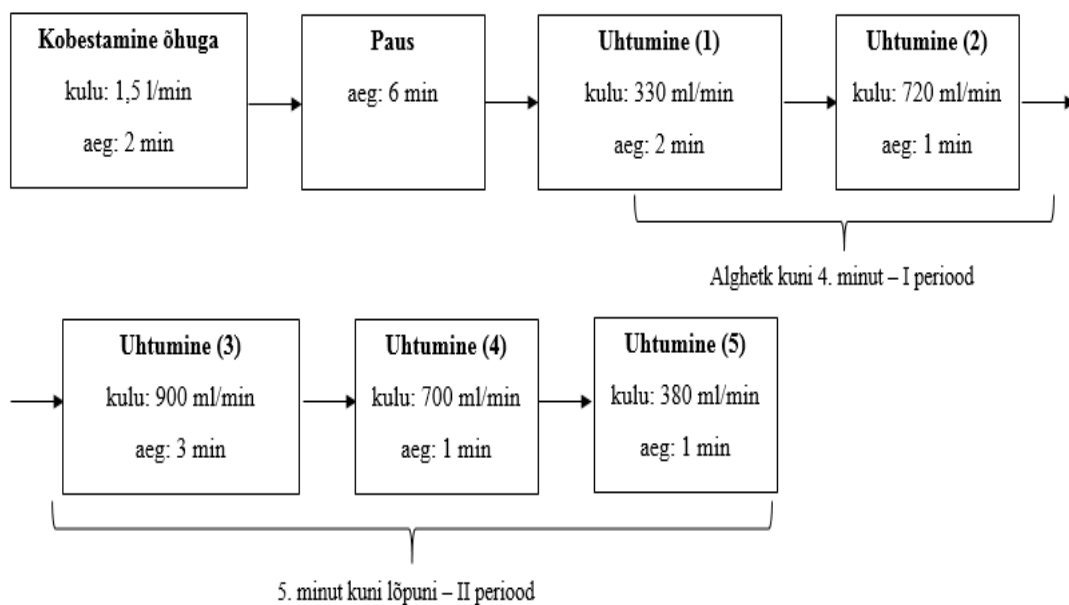 Kobestamine õhuga
kulu: 1,5 l/min
aeg: 2 min
Paus
aeg: 6 min
Uhtumine (1)
kulu: 330 ml/min
aeg: 2 min
Uhtumine (2)
kulu: 720 ml/min
aeg: 1 min
Alghetk kuni 4. minut – I periood
Uhtumine (3)
kulu: 900 ml/min
aeg: 3 min
Uhtumine (4)
kulu: 700 ml/min
aeg: 1 min
Uhtumine (5)
kulu: 380 ml/min
aeg: 1 min
5. minut kuni lõpuni – II periood